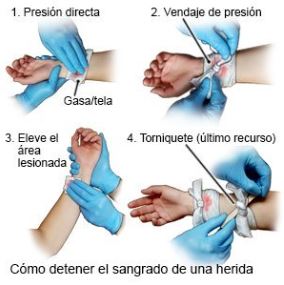 1. Presión directa
2. Vendaje de presión
Gasa/tela
3. Eleve el
área
lesionada
4. Torniquete (último recurso)
Cómo detener el sangrado de una herida